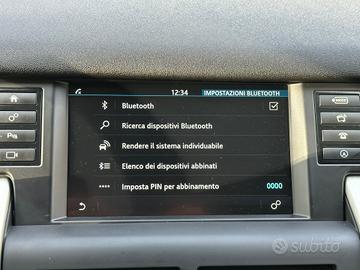 12:34 IMPOSTAZIONI BLUETOOTH
Bluetooth
Ricerca dispositivi Bluetooth
Rendere il sistema individuabile
Elenco dei dispositivi abbinati
Imposta PIN per abbinamento 0000
subito